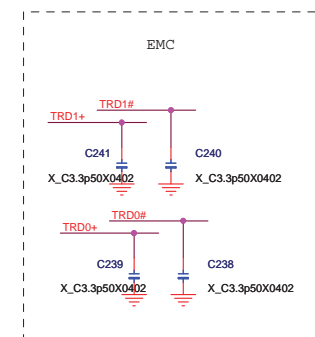 EMC
TRD1#
TRD1+
C241 C240
X_C3.3p50X0402 X_C3.3p50X0402
TRD0#
TRD0+
C239 C238
X_C3.3p50X0402 X_C3.3p50X0402